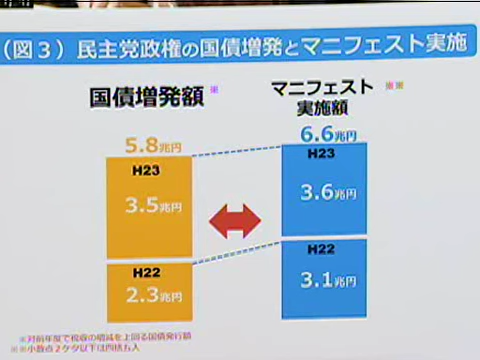 (図3)民主党政権の国債増発とマニフェスト実施
国債増発額 ※
マニフェスト ※※
実施額
5.8兆円
H23
3.5兆円
H22
2.3兆円
6.6兆円
H23
3.6兆円
H22
3.1兆円
※対前年度で税収の増減を上回る国債発行額
※※小数点2ケタ以下は四捨五入